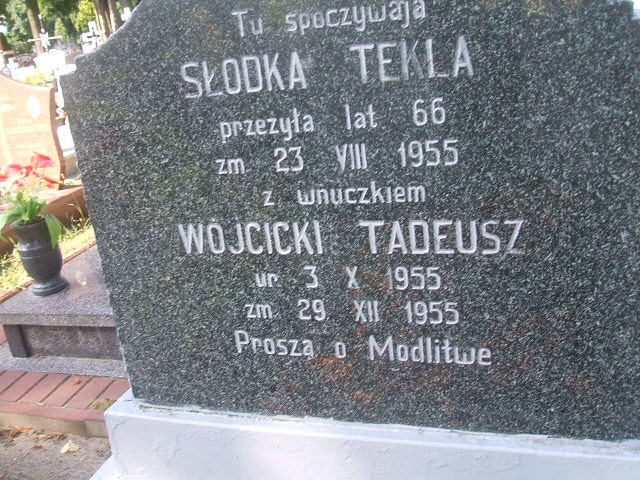 Tu spoczywają
SŁODKA TEKLA
przeżyła lat 66
zm 23 VIII 1955
z wnuczkiem
WÓJCICKI TADEUSZ
ur 3 X 1955
zm 29 XII 1955
Proszą o Modlitwę